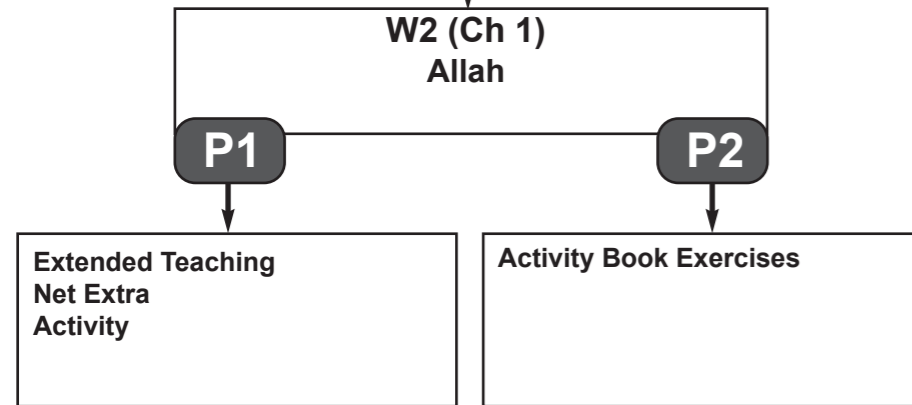 W2 (Ch 1)
Allah
P1
P2
Extended Teaching
Net Extra
Activity
Activity Book Exercises